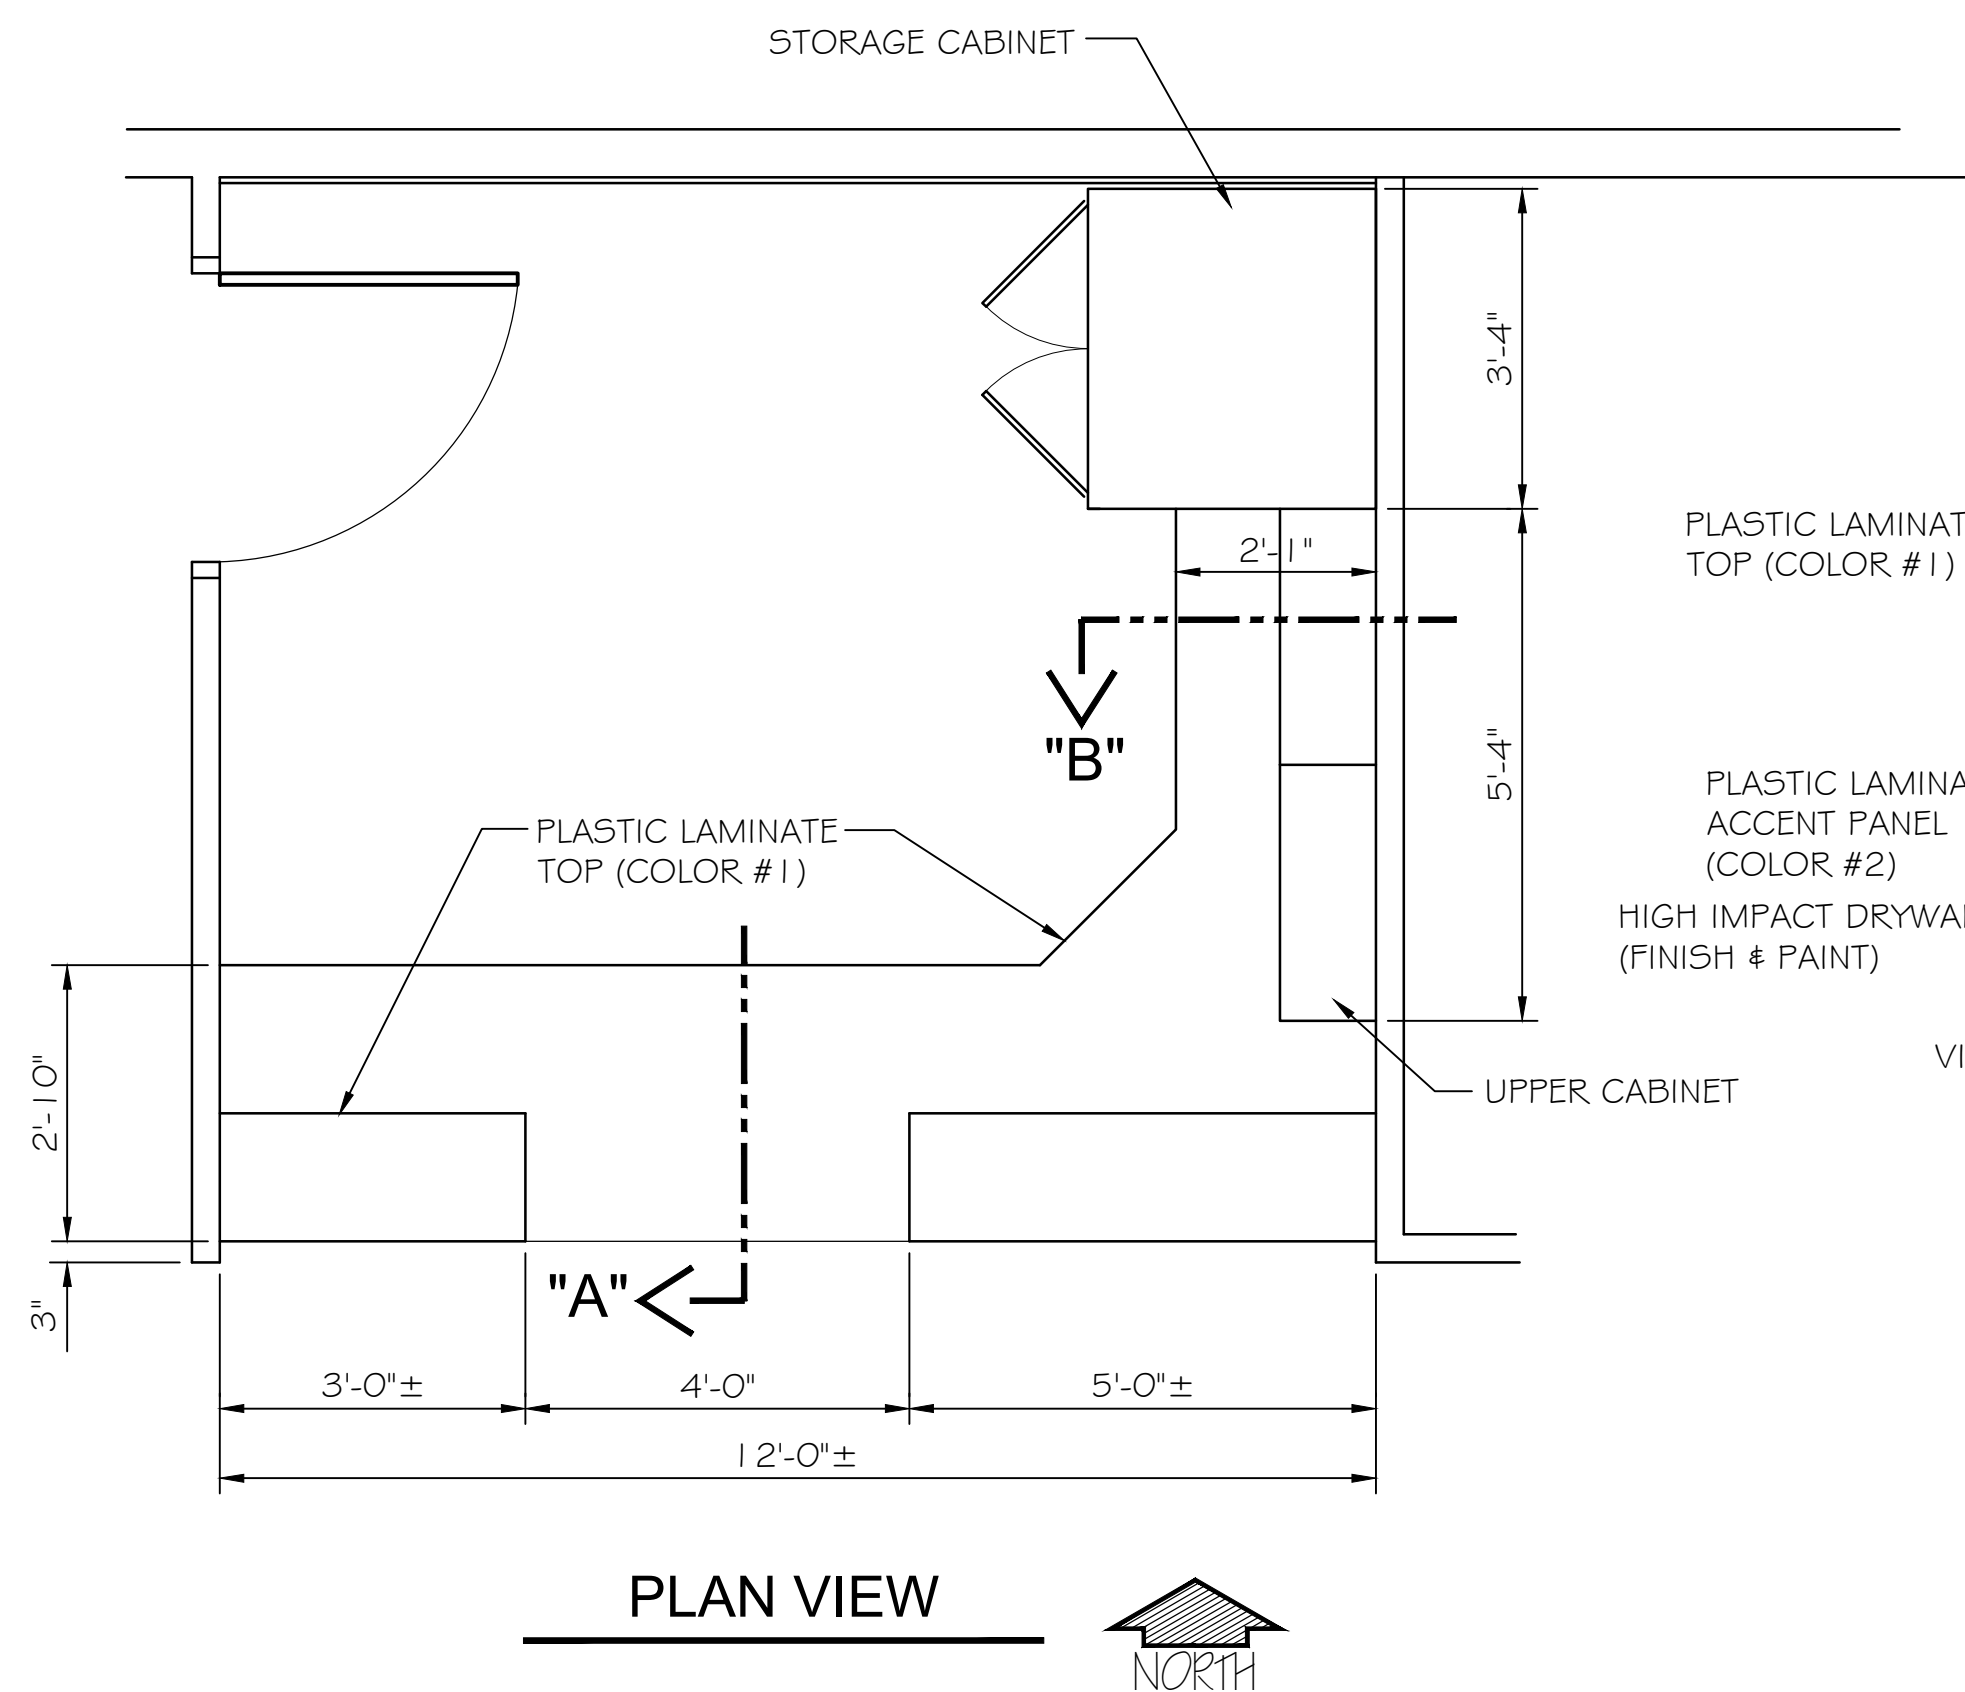 STORAGE CABINET
3'-4"
PLASTIC LAMINAT
TOP (COLOR #1)
2'-1"
"B"
5'-4"
PLASTIC LAMINA
ACCENT PANEL
(COLOR #2)
PLASTIC LAMINATE
TOP (COLOR #1)
HIGH IMPACT DRYWAL
(FINISH & PAINT)
2'-10"
VI
UPPER CABINET
"A"
3"
3'-0"±
4'-0"
5'-0"±
12'-0"±
PLAN VIEW
NORTH